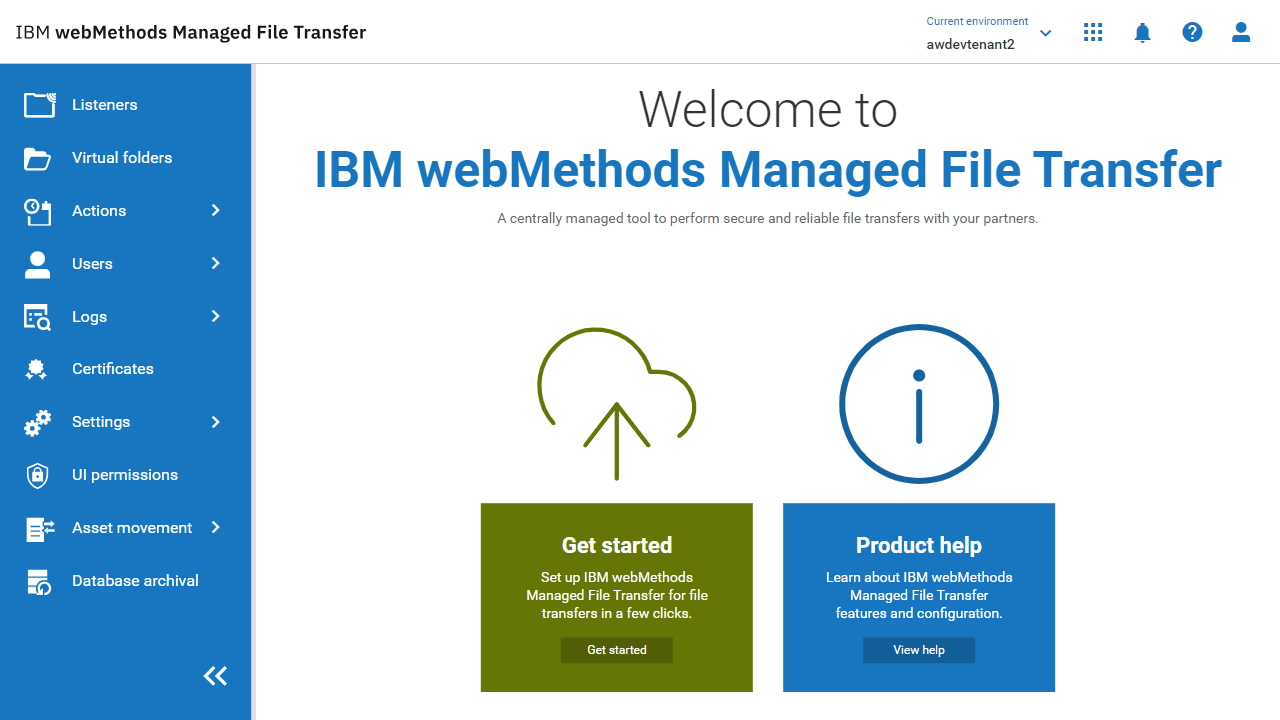 IBM webMethods Managed File Transfer
Current environment
awdevtenant2
Listeners
Virtual folders
Actions
Users
Logs
Certificates
Settings
UI permissions
Asset movement
Database archival
Welcome to
IBM webMethods Managed File Transfer
A centrally managed tool to perform secure and reliable file transfers with your partners.
Get started
Set up IBM webMethods
Managed File Transfer for file
transfers in a few clicks.
Get started
Product help
Learn about IBM webMethods
Managed File Transfer
features and configuration.
View help